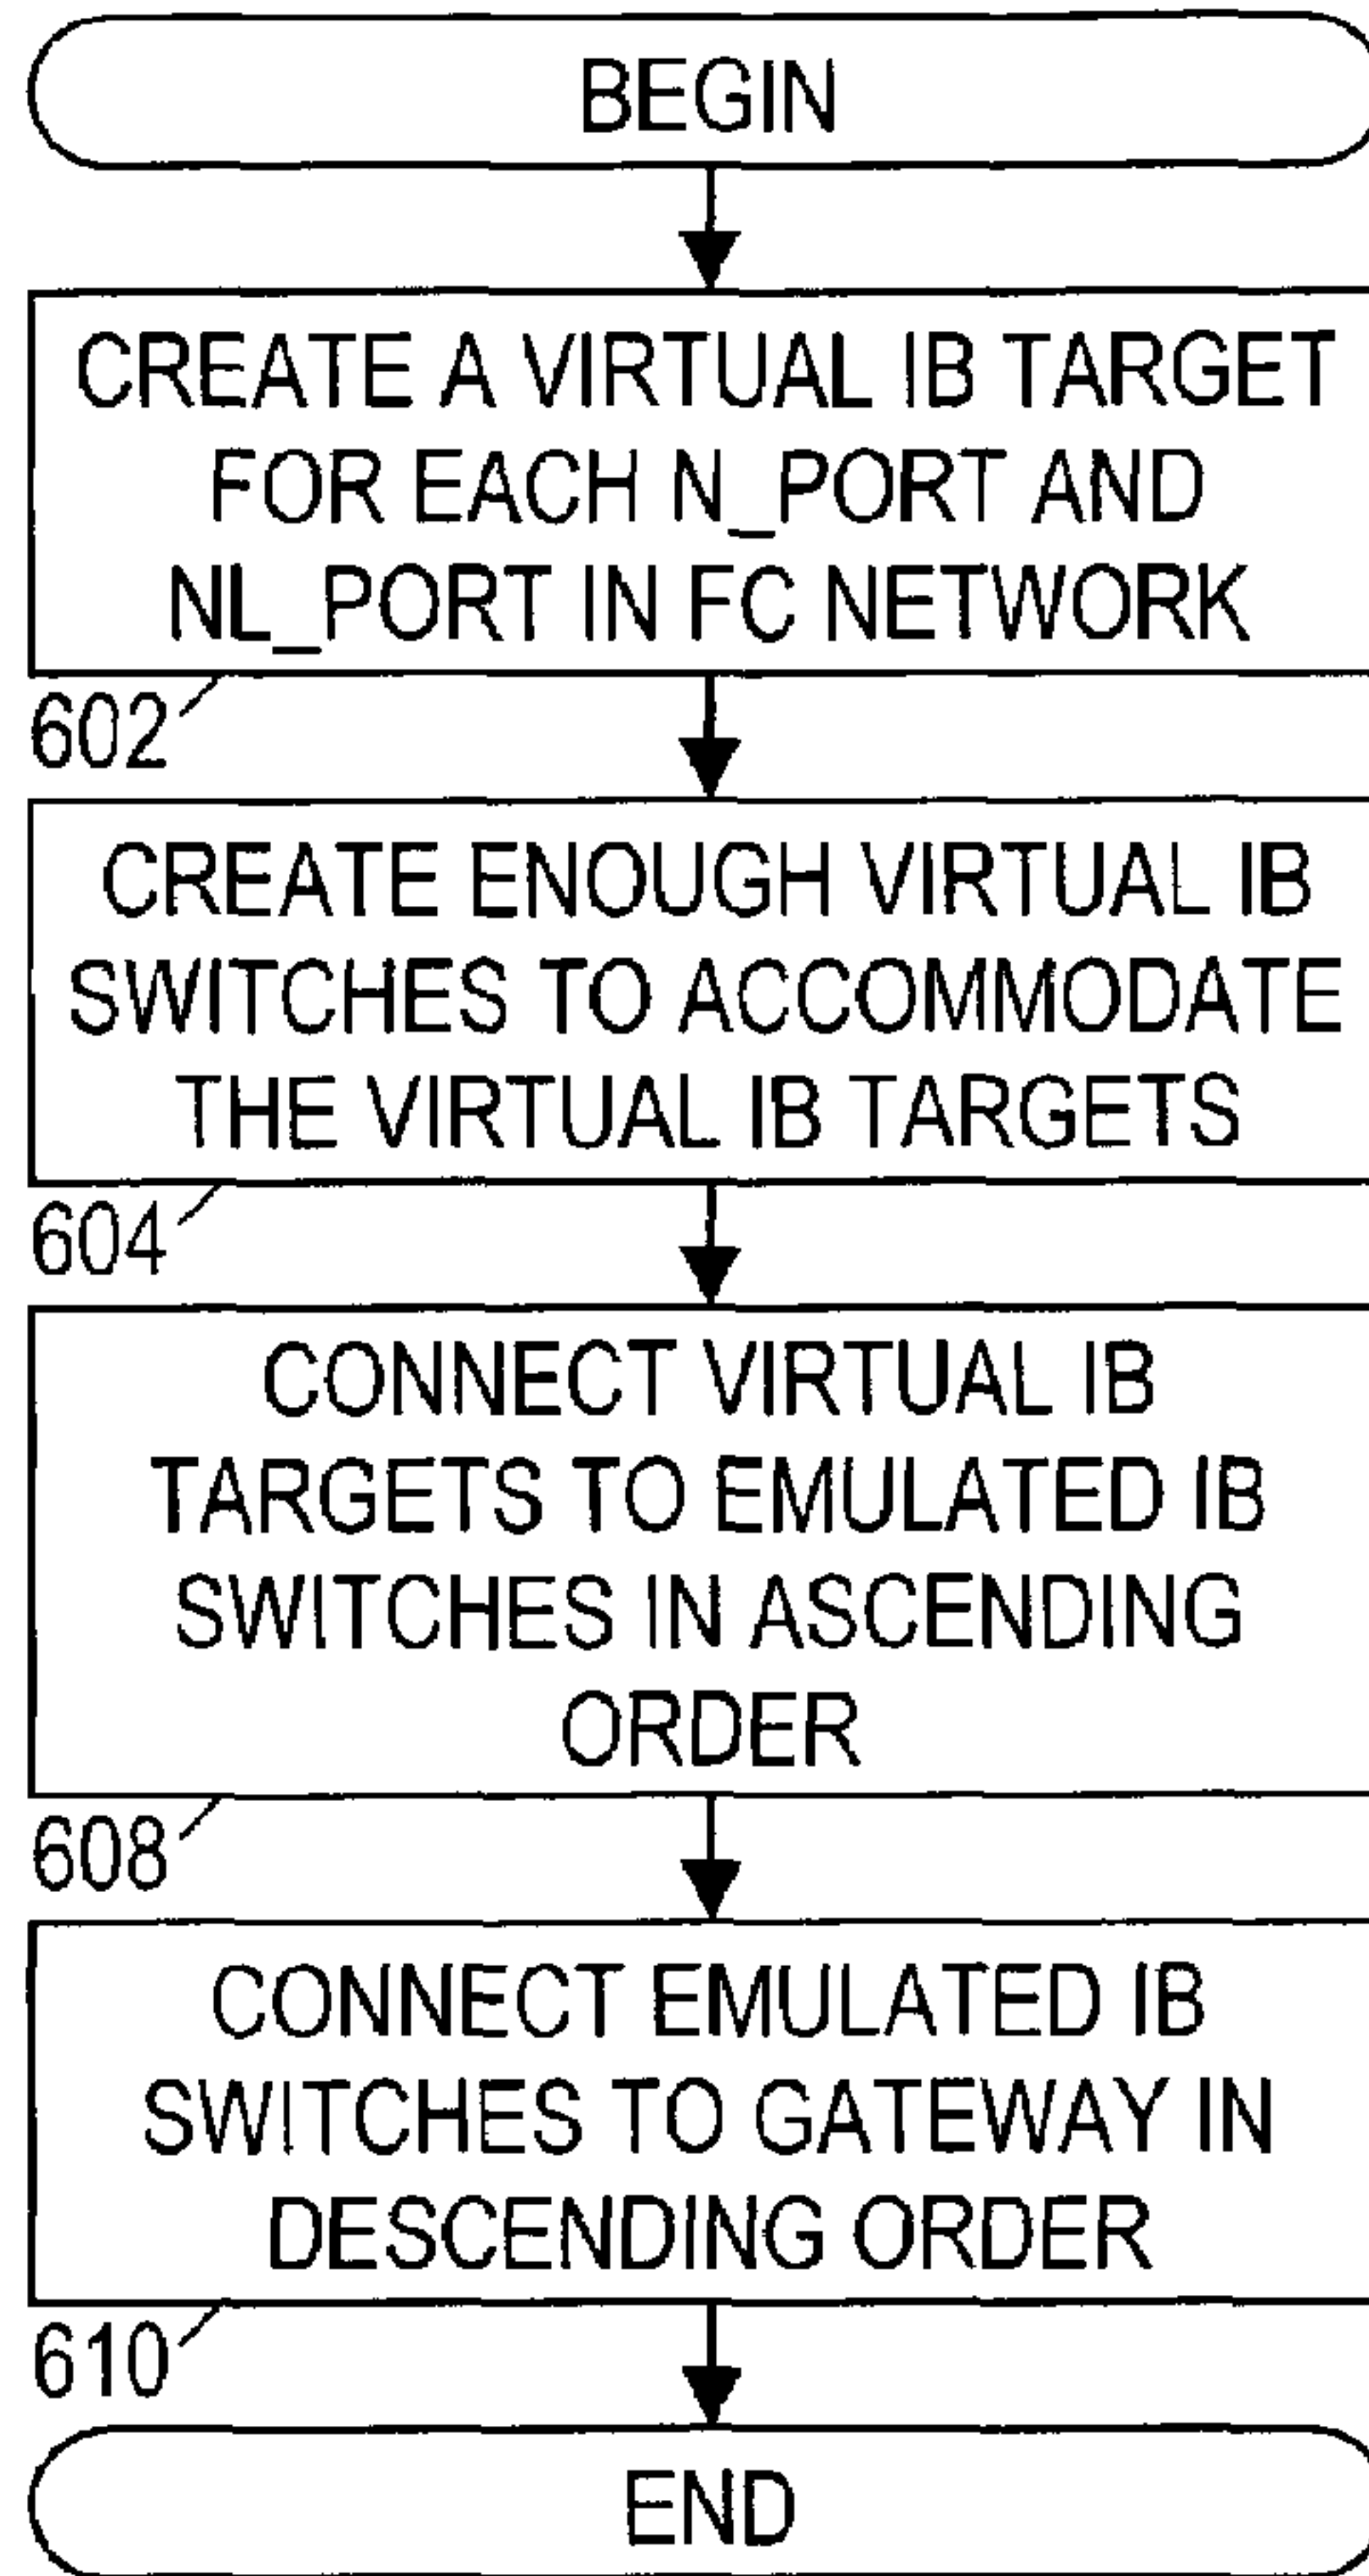 BEGIN
CREATE A VIRTUAL IB TARGET
FOR EACH N_PORT AND
NL_PORT IN FC NETWORK
602
CREATE ENOUGH VIRTUAL IB
SWITCHES TO ACCOMMODATE
THE VIRTUAL IB TARGETS
604
CONNECT VIRTUAL IB
TARGETS TO EMULATED IB
SWITCHES IN ASCENDING
ORDER
608
CONNECT EMULATED IB
SWITCHES TO GATEWAY IN
DESCENDING ORDER
610
END